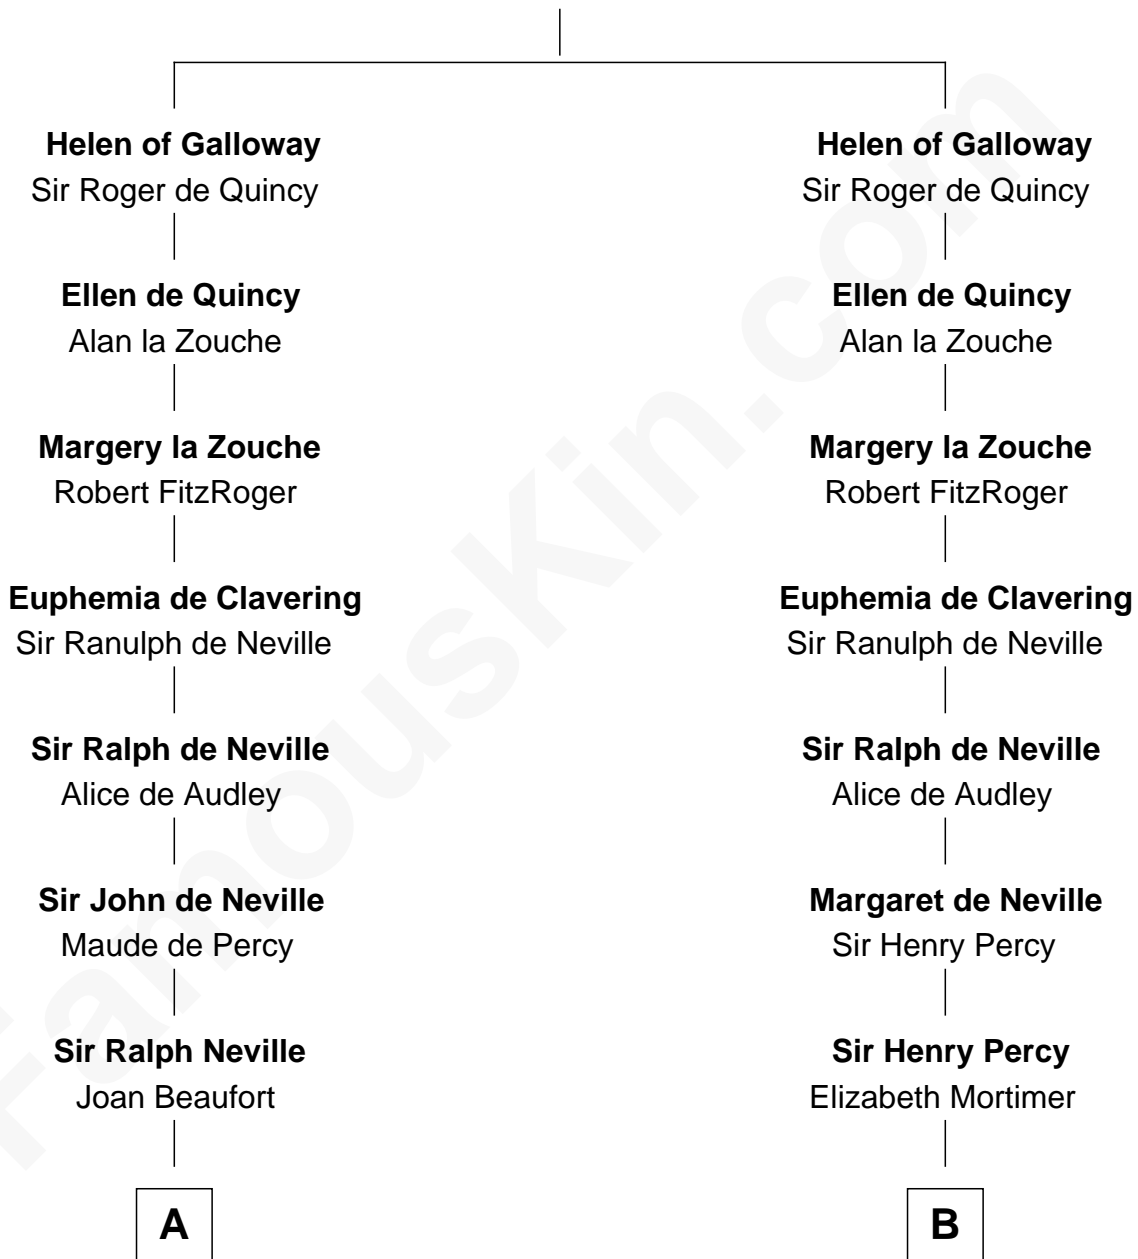 Helen of Galloway
Sir Roger de Quincy
Ellen de Quincy
Alan la Zouche
Margery la Zouche
Robert FitzRoger
Euphemia de Clavering
Sir Ranulph de Neville
Sir Ralph de Neville
Alice de Audley
Sir John de Neville
Maude de Percy
Sir Ralph Neville
Joan Beaufort
A
Helen of Galloway
Sir Roger de Quincy
Ellen de Quincy
Alan la Zouche
Margery la Zouche
Robert FitzRoger
Euphemia de Clavering
Sir Ranulph de Neville
Sir Ralph de Neville
Alice de Audley
Margaret de Neville
Sir Henry Percy
Sir Henry Percy
Elizabeth Mortimer
B
FamousKin.com